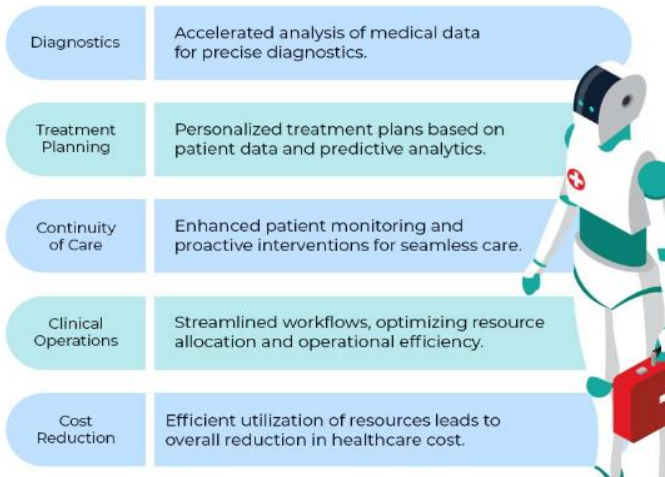 Diagnostics
Accelerated analysis of medical data
for precise diagnostics.
Treatment
Planning
Personalized treatment plans based on
patient data and predictive analytics.
Continuity
of Care
Enhanced patient monitoring and
proactive interventions for seamless care.
Clinical
Operations
Streamlined workflows, optimizing resource
allocation and operational efficiency.
Cost
Reduction
Efficient utilization of resources leads to
overall reduction in healthcare cost.